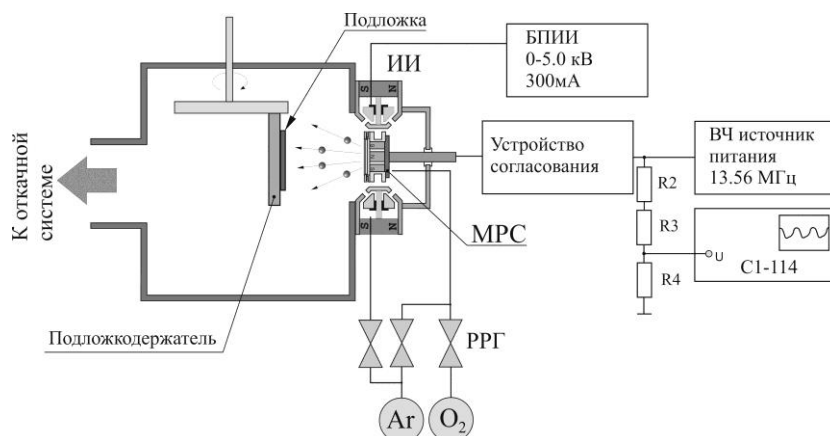 Подложка
ИИ
БПИИ
0-5.0 кВ
300мА
S
N
Устройство
согласования
ВЧ источник
питания
13.56 МГц
К откачной
системе
R2
R3
R4
U
С1-114
S
N
МРС
Подложкодержатель
РРГ
Ar
O₂